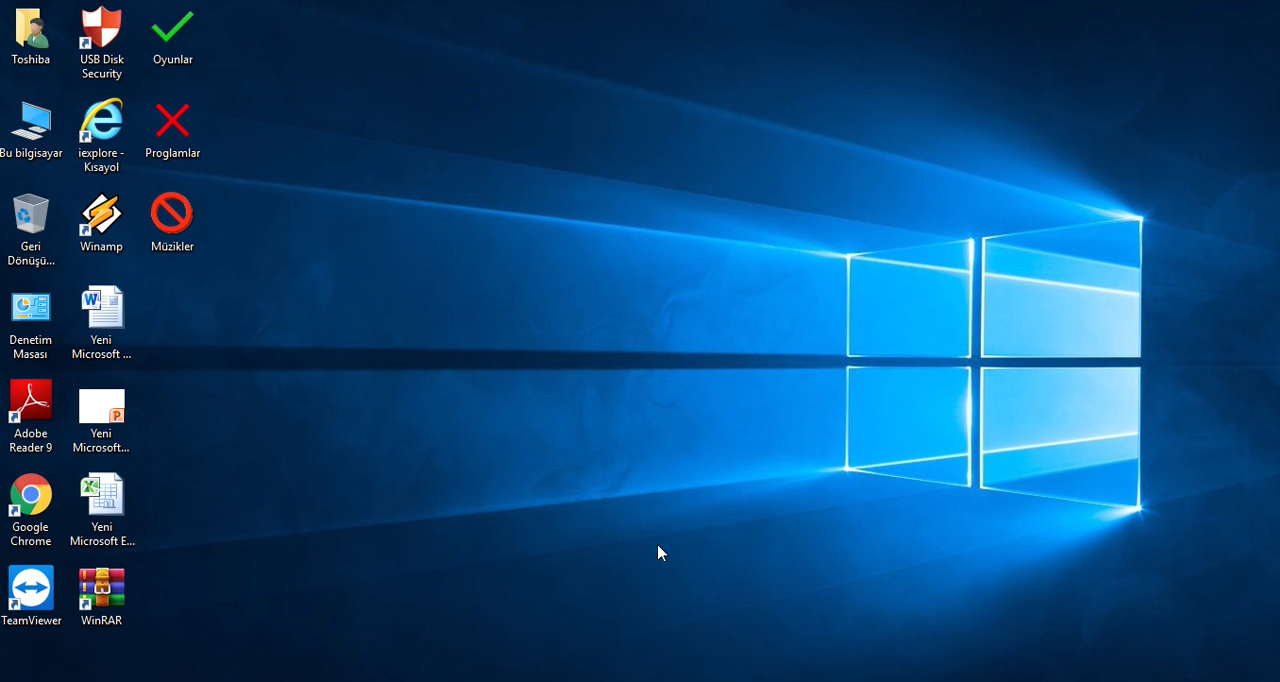 Toshiba
USB Disk
Security
Oyunlar
Bu bilgisayar
iexplore -
Kısayol
Proglamlar
Geri
Dönüşü...
Winamp
Müzikler
Denetim
Masası
Yeni
Microsoft ...
Adobe
Reader 9
Yeni
Microsoft...
Google
Chrome
Yeni
Microsoft E...
TeamViewer
WinRAR